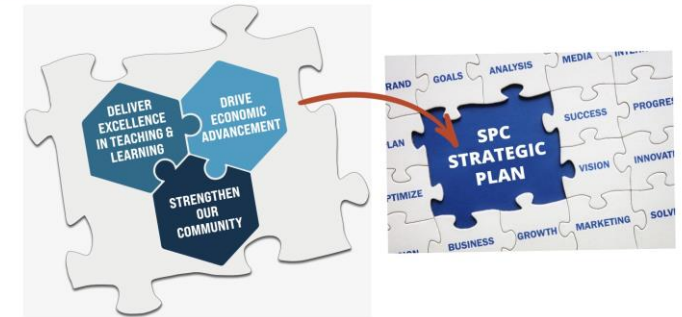 DELIVER
EXCELLENCE
IN TEACHING &
LEARNING
DRIVE
ECONOMIC
ADVANCEMENT
STRENGTHEN
OUR
COMMUNITY
GOALS
ANALYSIS
MEDIA
SUCCESS
SPC
STRATEGIC
PLAN
VISION
BUSINESS
GROWTH
MARKETING